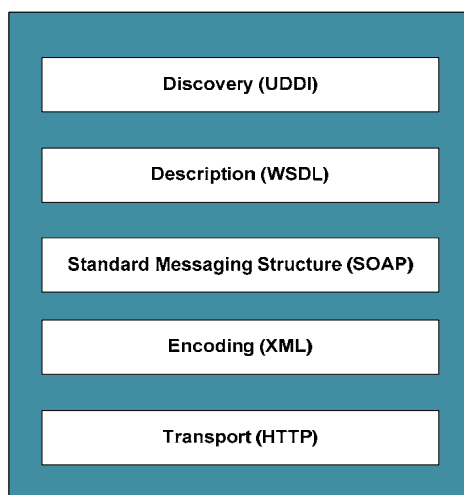 Discovery (UDDI)
Description (WSDL)
Standard Messaging Structure (SOAP)
Encoding (XML)
Transport (HTTP)